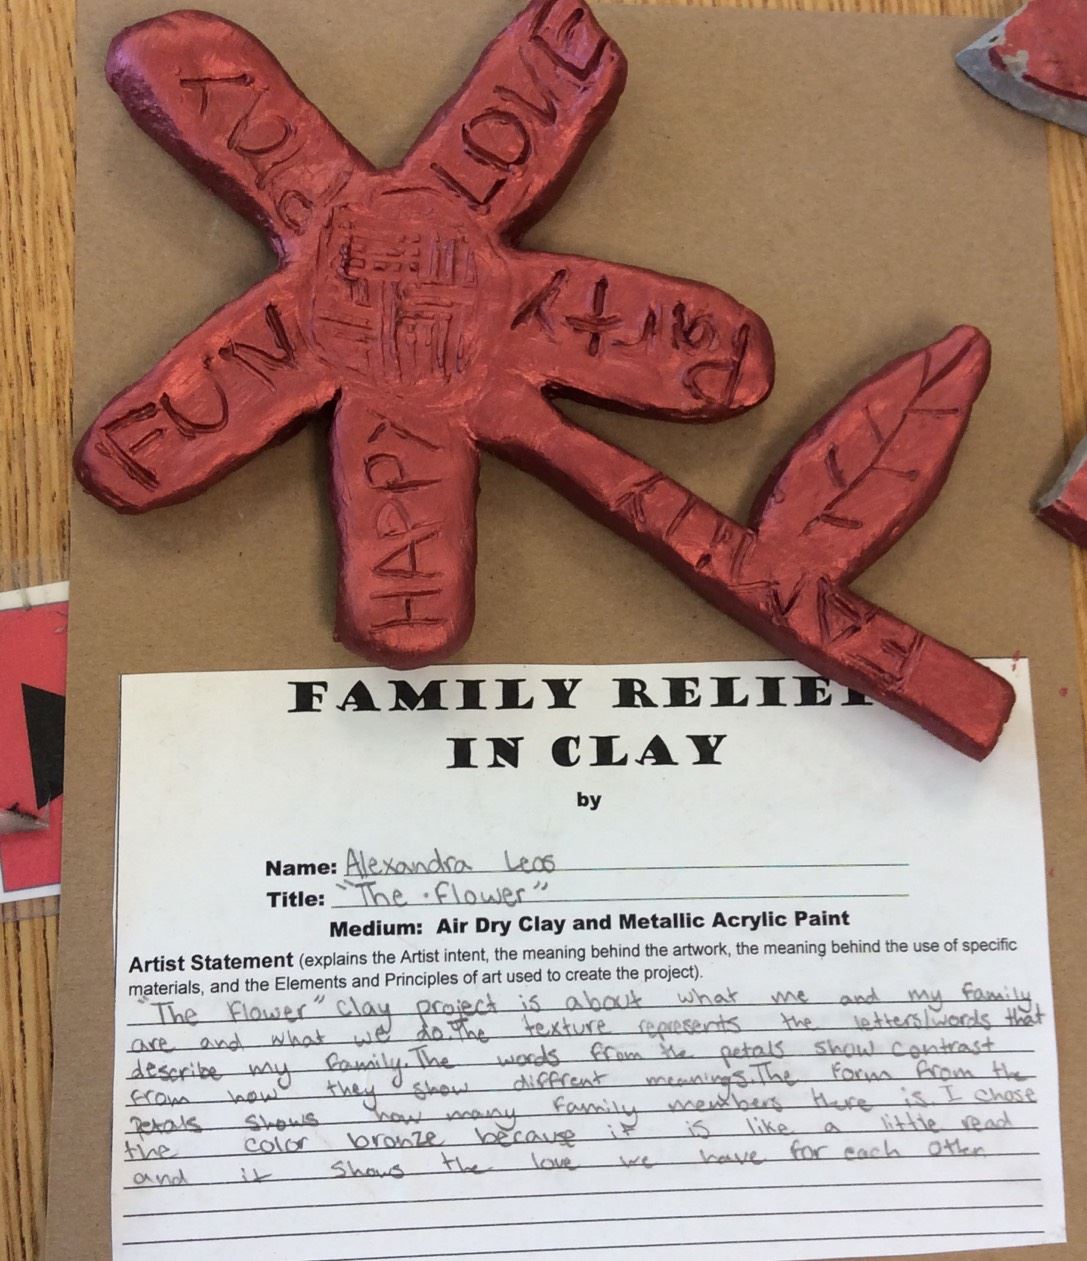 LOVE
Party
FUN
HAPPY
FAMILY RELIEF
IN CLAY
by
Name: Alexandra Leos
Title: "The Flower"
Medium: Air Dry Clay and Metallic Acrylic Paint
Artist Statement (explains the Artist intent, the meaning behind the artwork, the meaning behind the use of specific
materials, and the Elements and Principles of art used to create the project).
"The Flower" Clay project is about what me and my family
are and what we do. The texture represents the letters/words that
describe my family. The words from the petals show contrast
from how they show diffrent meanings. The form from the
petals shows how many family members there is. I chose
the color bronze because it is like a little read
and it shows the love we have for each other